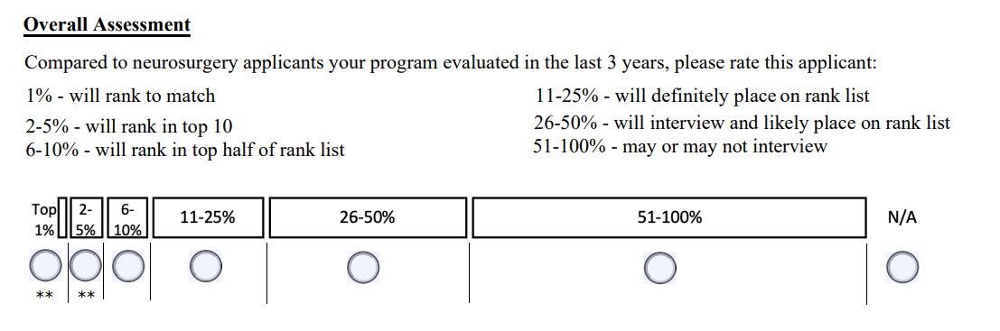 Overall Assessment
Compared to neurosurgery applicants your program evaluated in the last 3 years, please rate this applicant:
1% - will rank to match
2-5% - will rank in top 10
6-10% - will rank in top half of rank list
11-25% - will definitely place on rank list
26-50% - will interview and likely place on rank list
51-100% - may or may not interview
Top 1%
2-5%
6-10%
11-25%
26-50%
51-100%
N/A
** **